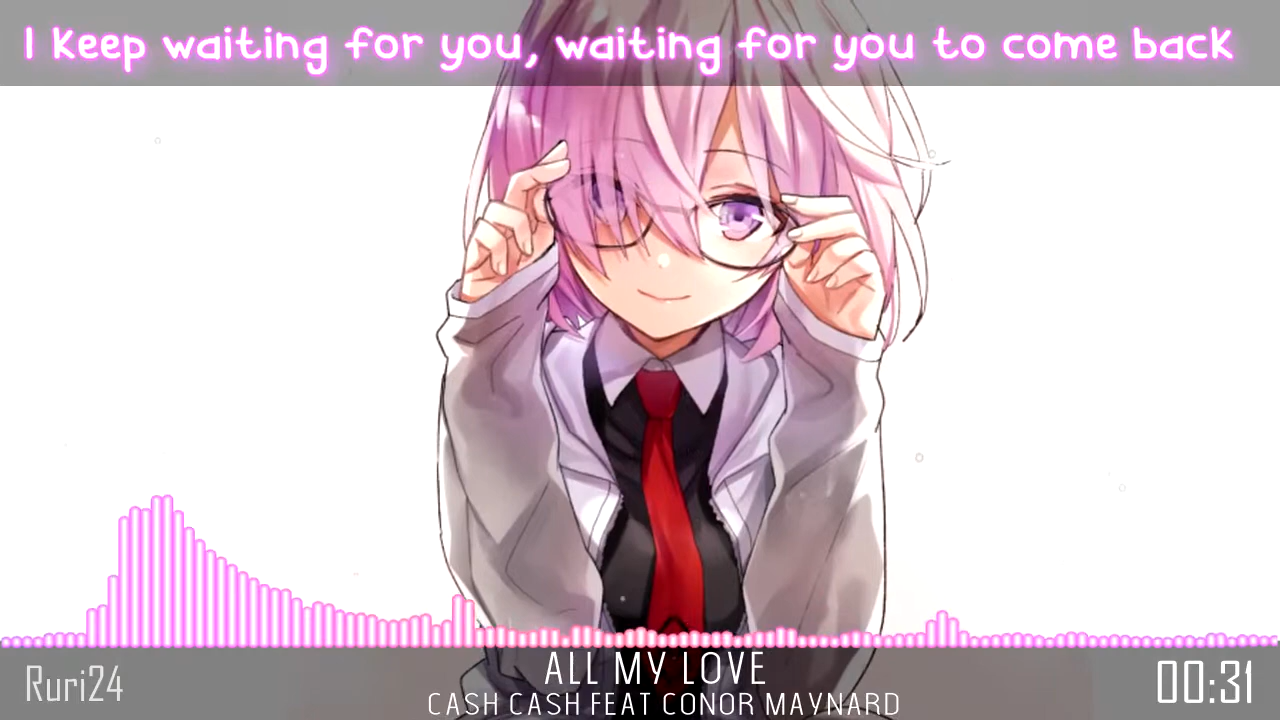 I Keep waiting for you, waiting for you to come back
ALL MY LOVE
CASH CASH FEAT CONOR MAYNARD
Ruri24
00:31